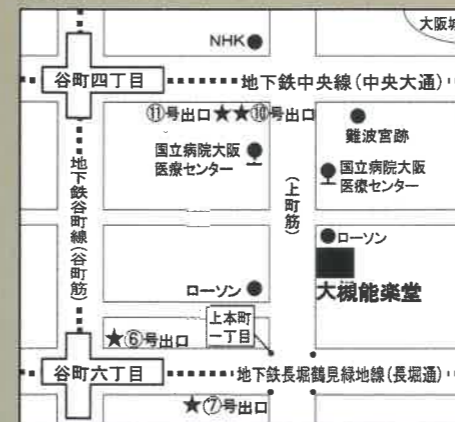 大阪城
NHK
谷町四丁目
地下鉄中央線(中央大通)
⑪号出口★★⑩号出口
難波宮跡
国立病院大阪
医療センター
国立病院大阪
医療センター
地下鉄谷町線(谷町筋)
(上町筋)
ローソン
大槻能楽堂
ローソン
上本町
一丁目
★⑥号出口
谷町六丁目
地下鉄長堀鶴見緑地線(長堀通)
★⑦号出口